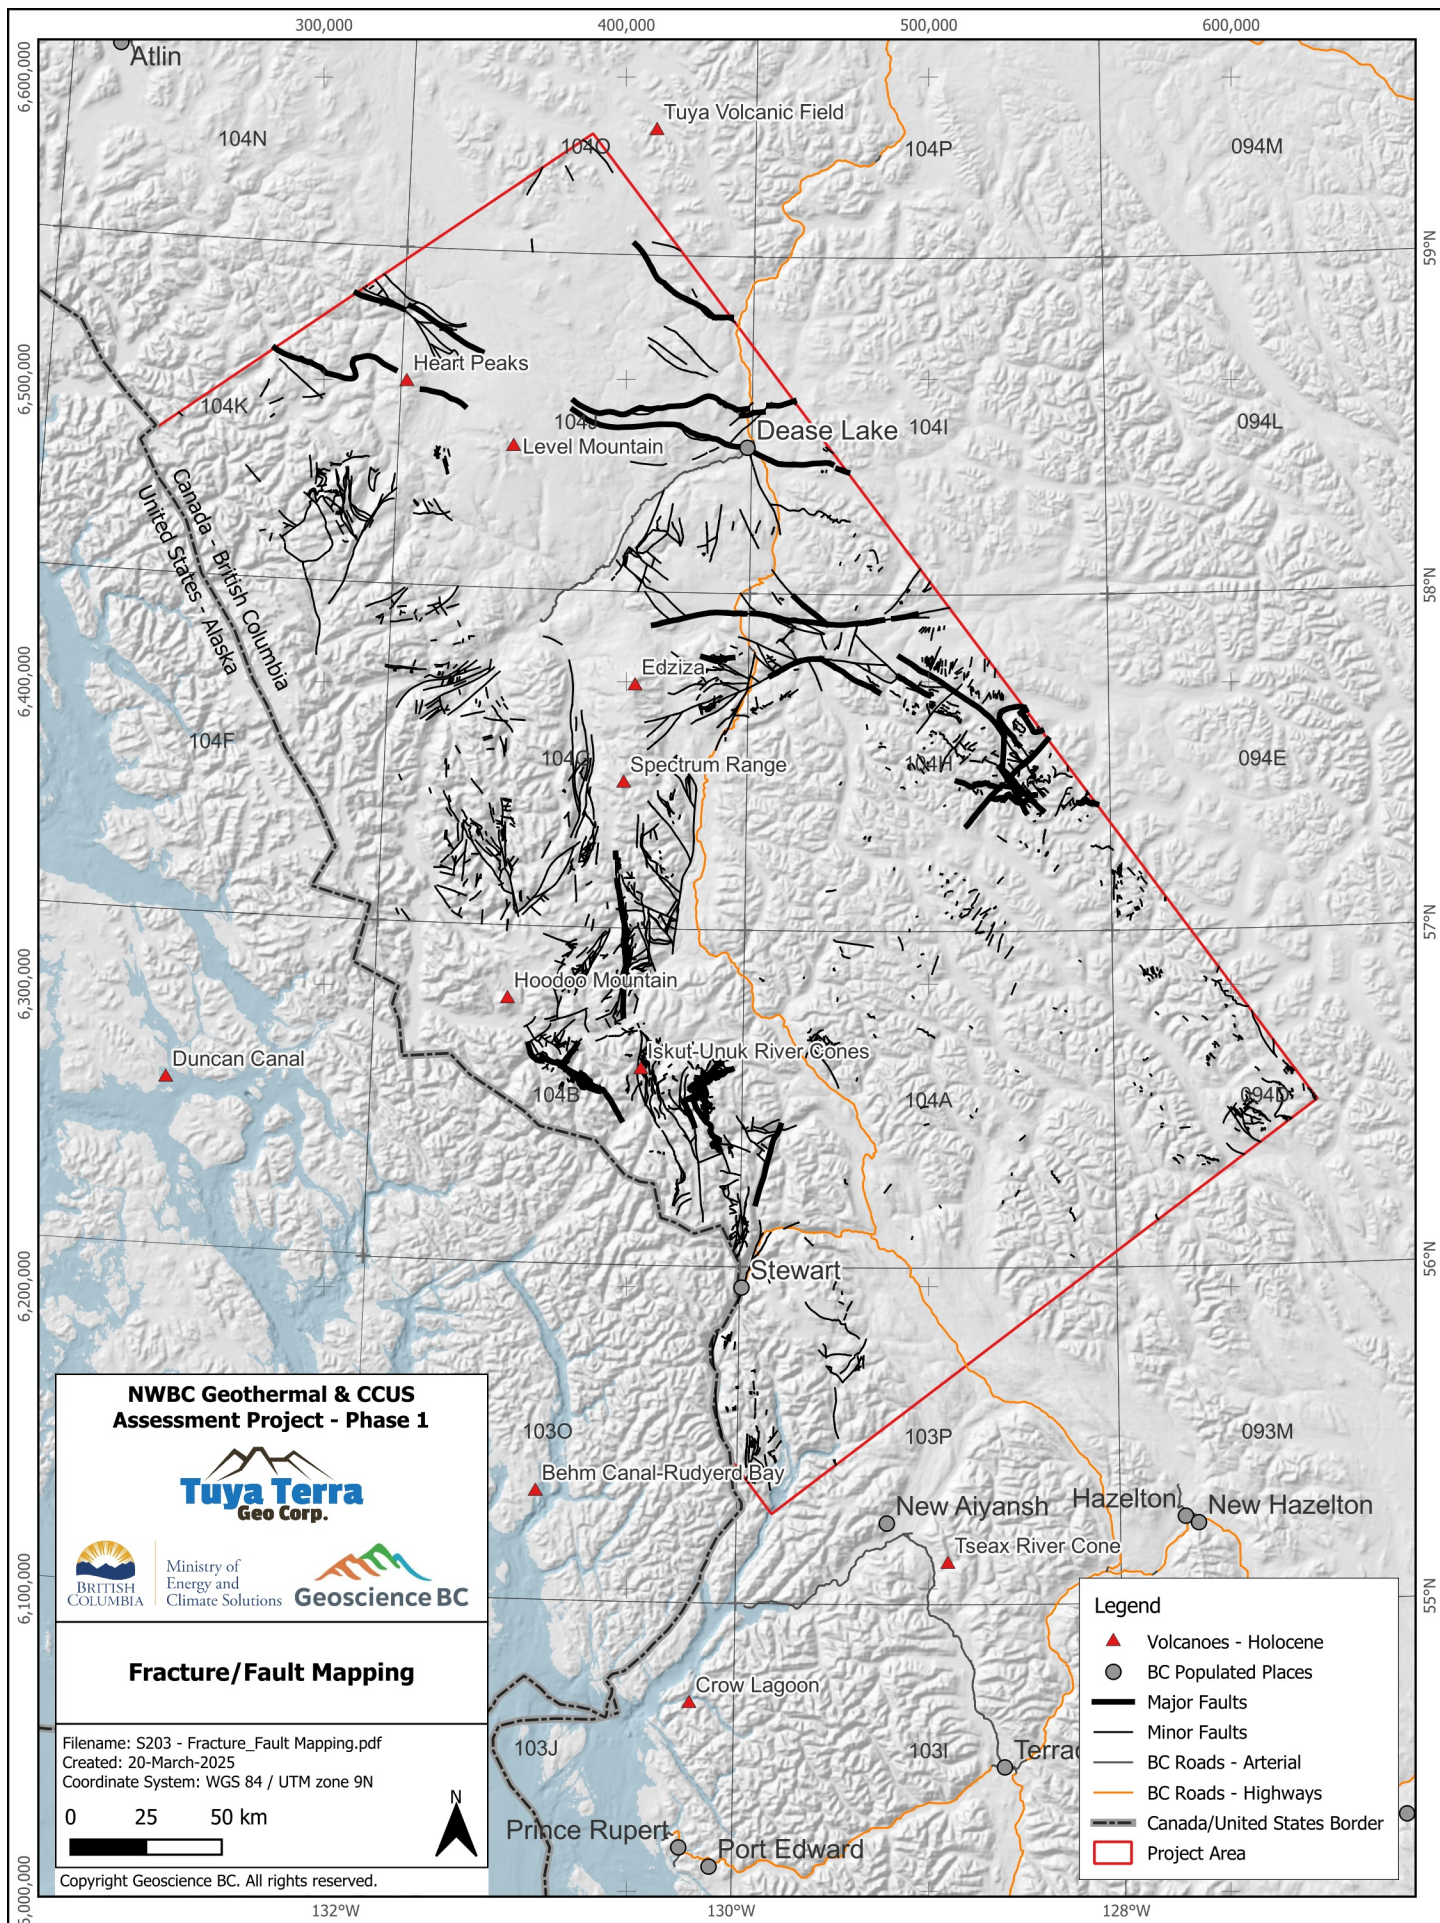 300,000
400,000
500,000
600,000
6,600,000
6,500,000
6,400,000
6,300,000
6,200,000
6,100,000
59°N
58°N
57°N
56°N
55°N
132°W
130°W
128°W
Atlin
Tuya Volcanic Field
104N
104O
104P
094M
Heart Peaks
104K
104J
104I
094L
Level Mountain
Dease Lake
Canada - British Columbia
United States - Alaska
Edziza
104F
104G
Spectrum Range
104H
094E
Hoodoo Mountain
Iskut-Unuk River Cones
Duncan Canal
104B
104A
094D
Stewart
103O
103P
093M
Behm Canal-Rudyerd Bay
New Aiyansh
Hazelton
New Hazelton
Tseax River Cone
Crow Lagoon
103J
103I
Prince Rupert
Port Edward
NWBC Geothermal & CCUS
Assessment Project - Phase 1
Tuya Terra
Geo Corp.
BRITISH
COLUMBIA
Ministry of
Energy and
Climate Solutions
Geoscience BC
Fracture/Fault Mapping
Filename: S203 - Fracture_Fault Mapping.pdf
Created: 20-March-2025
Coordinate System: WGS 84 / UTM zone 9N
0 25 50 km
N
Copyright Geoscience BC. All rights reserved.
Legend
Volcanoes - Holocene
BC Populated Places
Major Faults
Minor Faults
BC Roads - Arterial
BC Roads - Highways
Canada/United States Border
Project Area